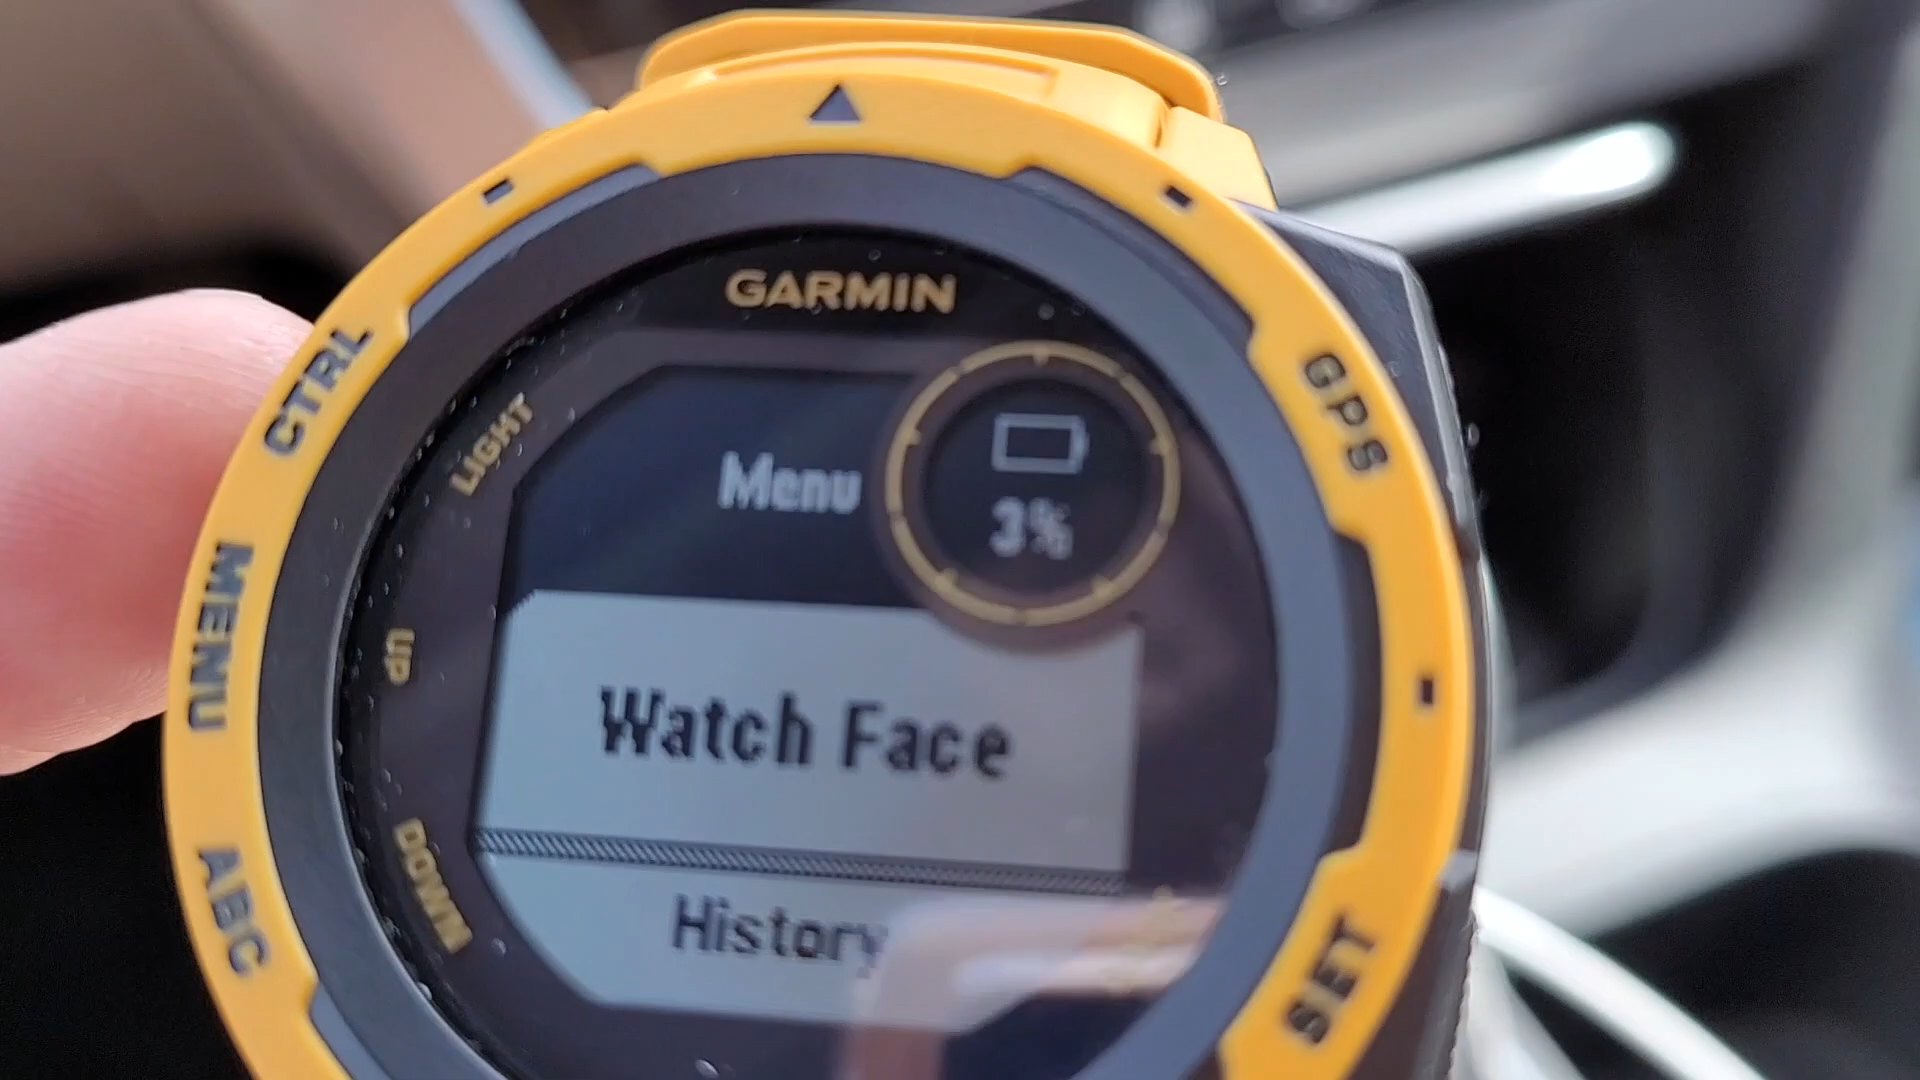 GARMIN
CTRL
LIGHT
GPS
Menu
3%
MENU
UP
Watch Face
ABC
DOWN
History
SET